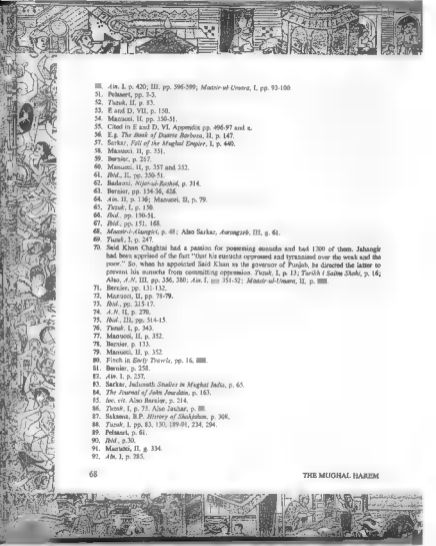 Ain. I, p. 420; III, pp. 596-599; Maasir-ul-Umara, I, pp. 93-100
51. Pelsaert, pp. 2-3.
52. Tuzuk, II, p. 83.
53. E and D, VII, p. 150.
54. Manucci, II, pp. 350-51.
55. Cited in E and D, VI, Appendix pp. 496-97 and n.
56. E.g. The Book of Duarte Barbosa, II, p. 147.
57. Sarkar, Fall of the Mughal Empire, I, p. 440.
58. Manucci, II, p. 351.
59. Bernier, p. 267.
60. Manucci, II, p. 357 and 352.
61. Ibid., II, pp. 350-51.
62. Badaoni, p. 314.
63. Bernier, pp. 134-36, 426.
64. Ain. II, p. 136; Manucci, II, p. 79.
65. Tuzuk, I, p. 150.
66. Ibid., pp. 150-51.
67. Ibid., pp. 151, 168.
68. Maasir-i-Alamgiri, p. 48; Also Sarkar, Aurangzeb, III, p. 61.
69. Tuzuk, I, p. 247.
70. Said Khan Chaghtai had a passion for possessing eunuchs and had 1200 of them. Jahangir
had been apprised of the fact "that his eunuchs oppressed and tyrannized over the weak and the
poor." So, when he appointed Said Khan as the governor of Punjab, he directed the latter to
prevent his eunuchs from committing oppression. Tuzuk, I, p. 13; Tarikh i Salim Shahi, p. 16;
Also, A.N. III, pp. 336, 380; Ain. I, pp 351-52; Maasir-ul-Umara, II, p.
71. Bernier, pp. 131-132.
72. Manucci, II, pp. 78-79.
73. Ibid., pp. 215-17.
74. A.N. II, p. 270.
75. Ibid., III, pp. 514-15.
76. Tuzuk, I, p. 343.
77. Manucci, II, p. 352.
78. Bernier, p. 133.
79. Manucci, II, p. 352.
80. Finch in Early Travels, pp. 16,
81. Bernier, p. 258.
82. Ain. I, p. 257.
83. Sarkar, Jadunath Studies in Mughal India, p. 65.
84. The Journal of John Jourdain, p. 163.
85. loc. cit. Also Bernier, p. 214.
86. Tuzuk, I, p. 73. Also Jauhar, p.
87. Saksena, B.P. History of Shahjahan, p. 308.
88. Tuzuk, I, pp. 83, 130, 189-91, 234, 294.
89. Pelsaert, p. 61.
90. Ibid., p.30.
91. Manucci, II, p. 334.
92. Ain. I, p. 285.
68 THE MUGHAL HAREM